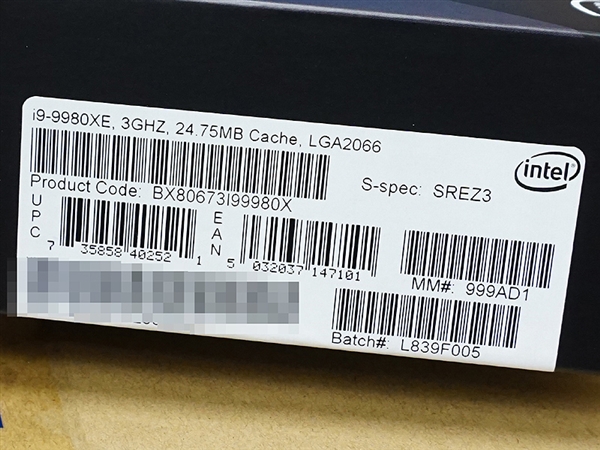 i9-9980XE, 3GHZ, 24.75MB Cache, LGA2066
intel
S-spec: SREZ3
Product Code: BX80673I99980X
UPC
7 35858 40252 1
EAN
5 032037 147101
MM#: 999AD1
Batch#: L839F005